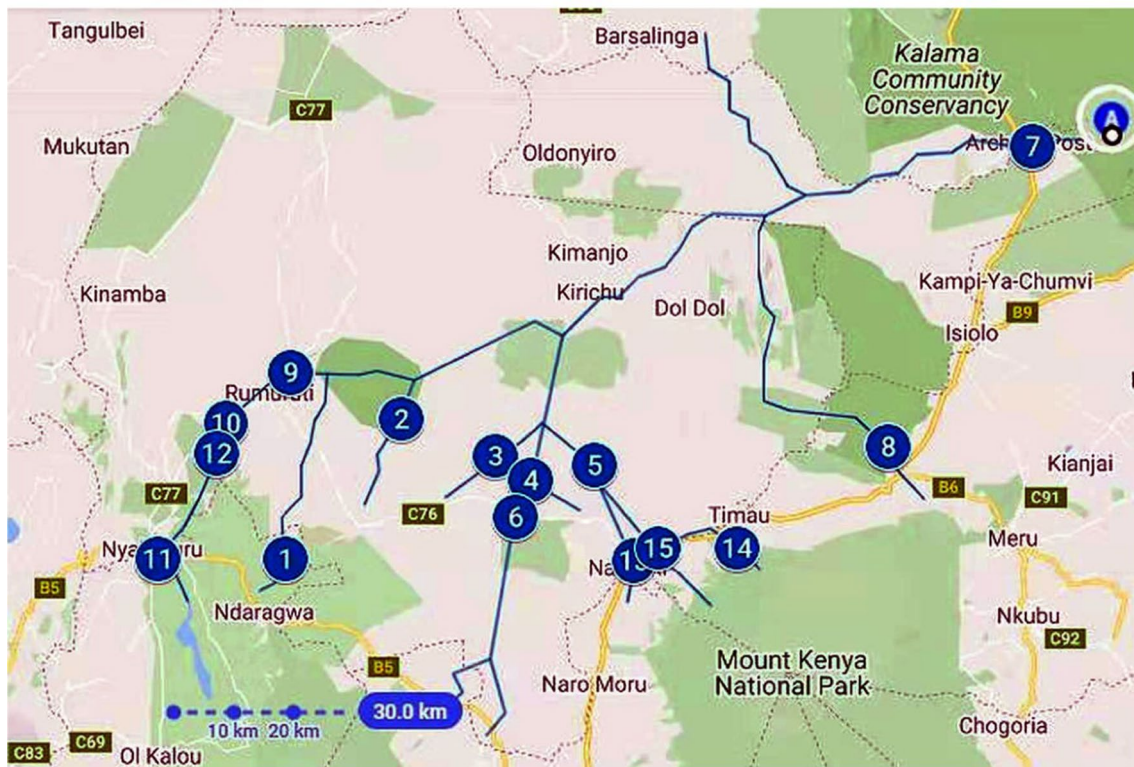 Tangulbei
Barsalinga
Kalama
Community
Conservancy
C77
A
Mukutan
Oldonyiro
7
Kimanjo
Kinamba
Kirichu
Dol Dol
Kampi-Ya-Chumvi
B9
Isiolo
9
2
10
12
3
5
8
4
Kianjai
C77
C76
6
B6
C91
Timau
Meru
11
1
13
15
14
B5
Ndaragwa
Nkubu
C92
B5
Mount Kenya
National Park
Naro Moru
30.0 km
10 km
20 km
Chogoria
C83
C69
Ol Kalou